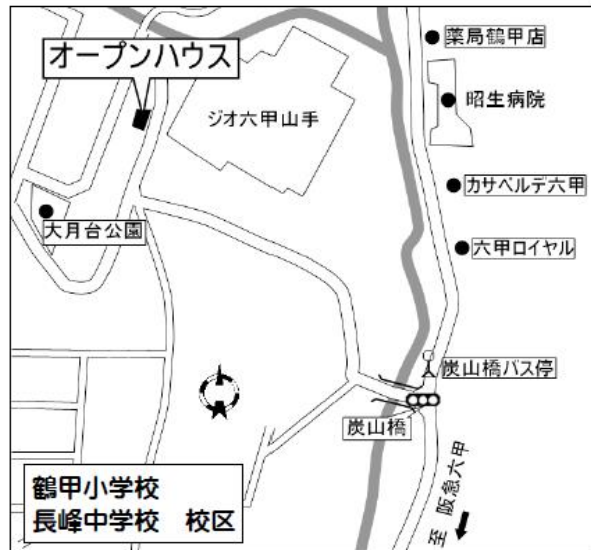 薬局鶴甲店
オープンハウス
昭生病院
ジオ六甲山手
カサベルデ六甲
大月台公園
六甲ロイヤル
炭山橋バス停
炭山橋
鶴甲小学校
長峰中学校 校区
至 阪急六甲